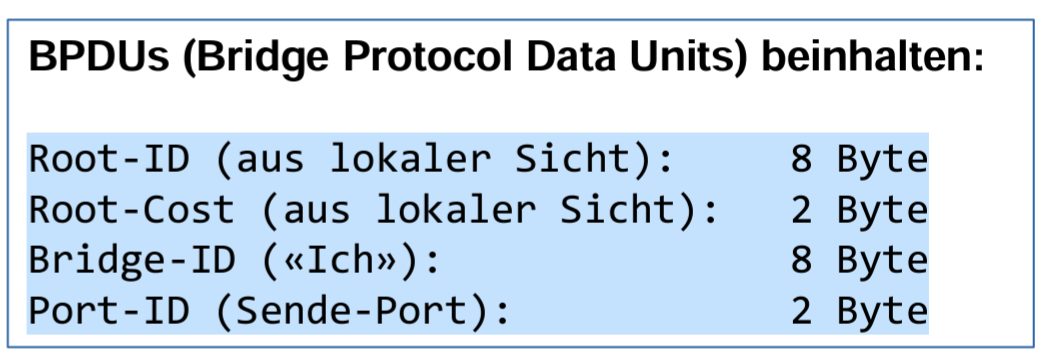 BPDUs (Bridge Protocol Data Units) beinhalten:
Root-ID (aus lokaler Sicht): 8 Byte
Root-Cost (aus lokaler Sicht): 2 Byte
Bridge-ID («Ich»): 8 Byte
Port-ID (Sende-Port): 2 Byte